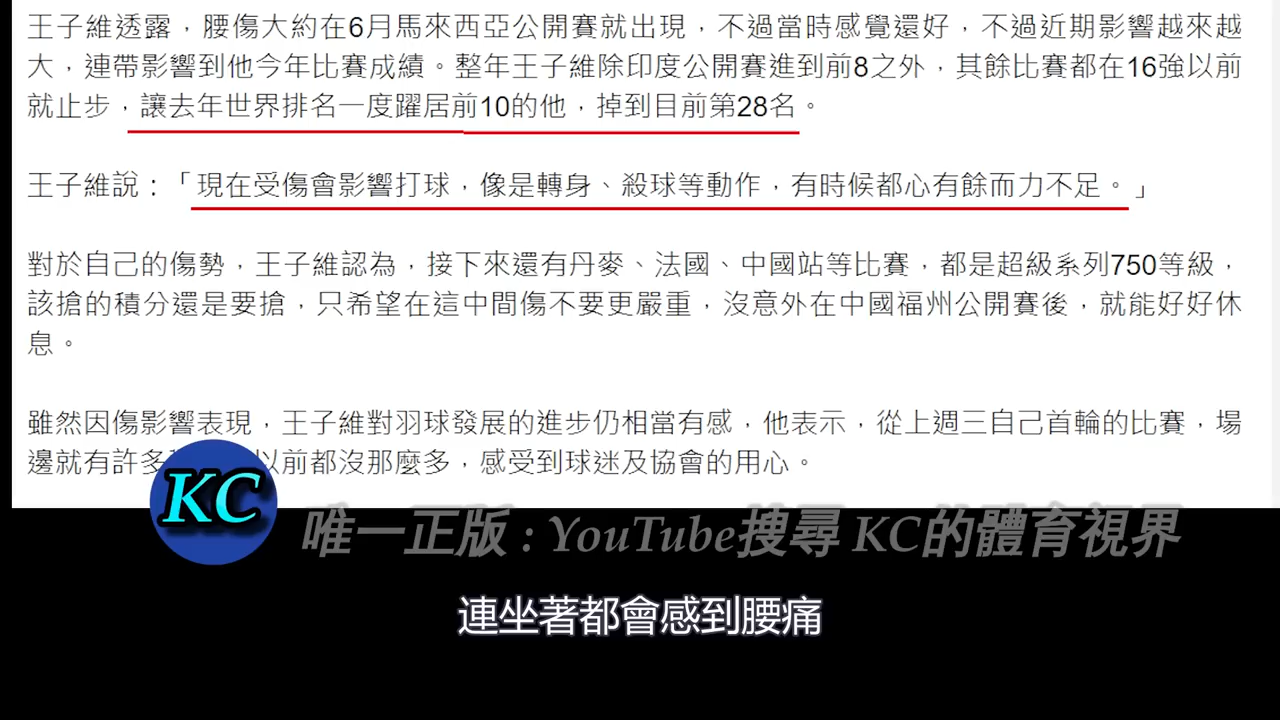 王子維透露，腰傷大約在6月馬來西亞公開賽就出現，不過當時感覺還好，不過近期影響越來越
大，連帶影響到他今年比賽成績。整年王子維除印度公開賽進到前8之外，其餘比賽都在16強以前
就止步，讓去年世界排名一度躍居前10的他，掉到目前第28名。
王子維說：「現在受傷會影響打球，像是轉身、殺球等動作，有時候都心有餘而力不足。」
對於自己的傷勢，王子維認為，接下來還有丹麥、法國、中國站等比賽，都是超級系列750等級，
該搶的積分還是要搶，只希望在這中間傷不要更嚴重，沒意外在中國福州公開賽後，就能好好休
息。
雖然因傷影響表現，王子維對羽球發展的進步仍相當有感，他表示，從上週三自己首輪的比賽，場
邊就有許多以前都沒那麼多，感受到球迷及協會的用心。
KC
唯一正版 : YouTube搜尋 KC的體育視界
連坐著都會感到腰痛